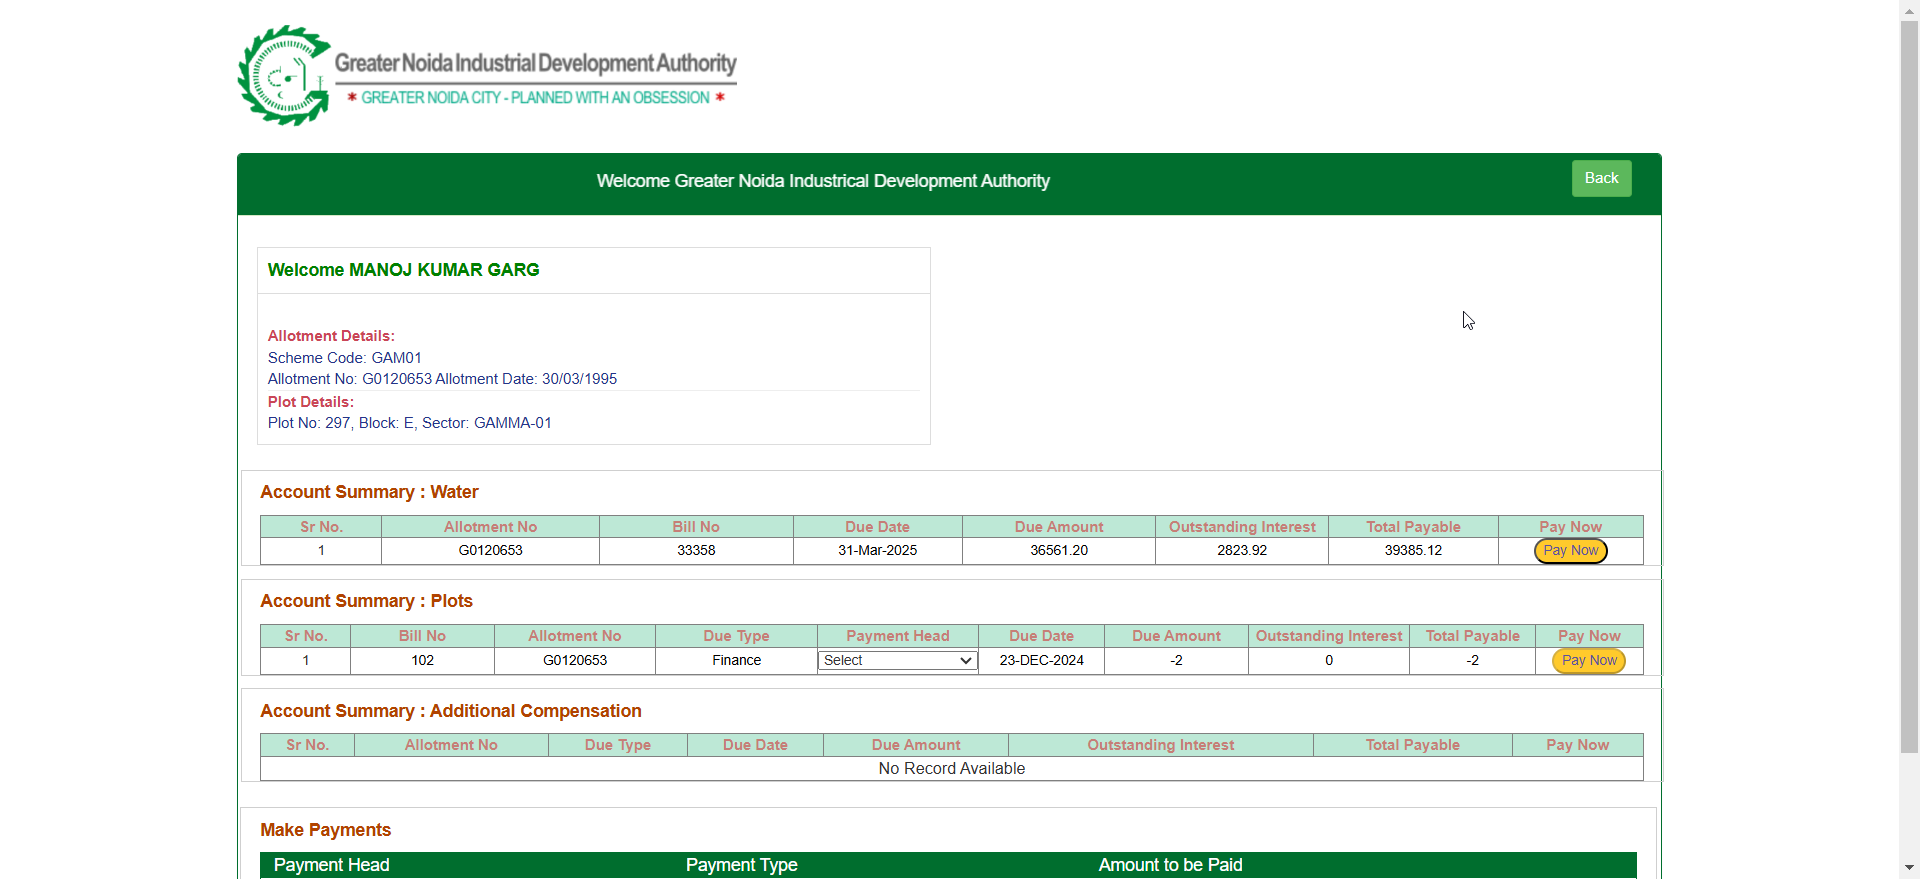 Greater Noida Industrial Development Authority
* GREATER NOIDA CITY - PLANNED WITH AN OBSESSION *
Welcome Greater Noida Industrical Development Authority
Back
Welcome MANOJ KUMAR GARG
Allotment Details:
Scheme Code: GAM01
Allotment No: G0120653 Allotment Date: 30/03/1995
Plot Details:
Plot No: 297, Block: E, Sector: GAMMA-01
Account Summary : Water
Sr No. Allotment No Bill No Due Date Due Amount Outstanding Interest Total Payable Pay Now
1 G0120653 33358 31-Mar-2025 36561.20 2823.92 39385.12 Pay Now
Account Summary : Plots
Sr No. Bill No Allotment No Due Type Payment Head Due Date Due Amount Outstanding Interest Total Payable Pay Now
1 102 G0120653 Finance Select 23-DEC-2024 -2 0 -2 Pay Now
Account Summary : Additional Compensation
Sr No. Allotment No Due Type Due Date Due Amount Outstanding Interest Total Payable Pay Now
No Record Available
Make Payments
Payment Head Payment Type Amount to be Paid